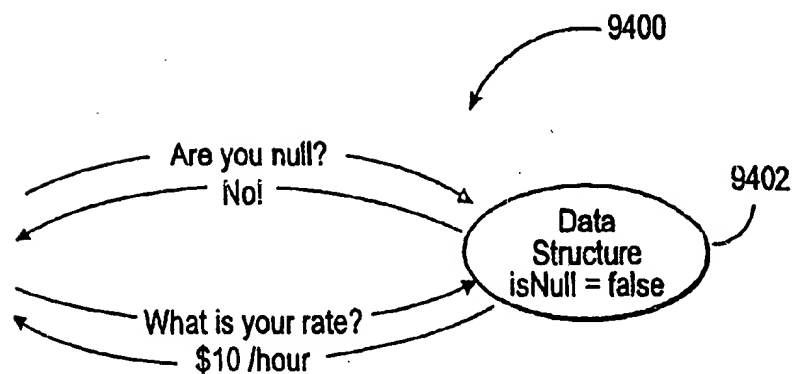 9400
Are you null?
No!
9402
Data
Structure
isNull = false
What is your rate?
$10 /hour